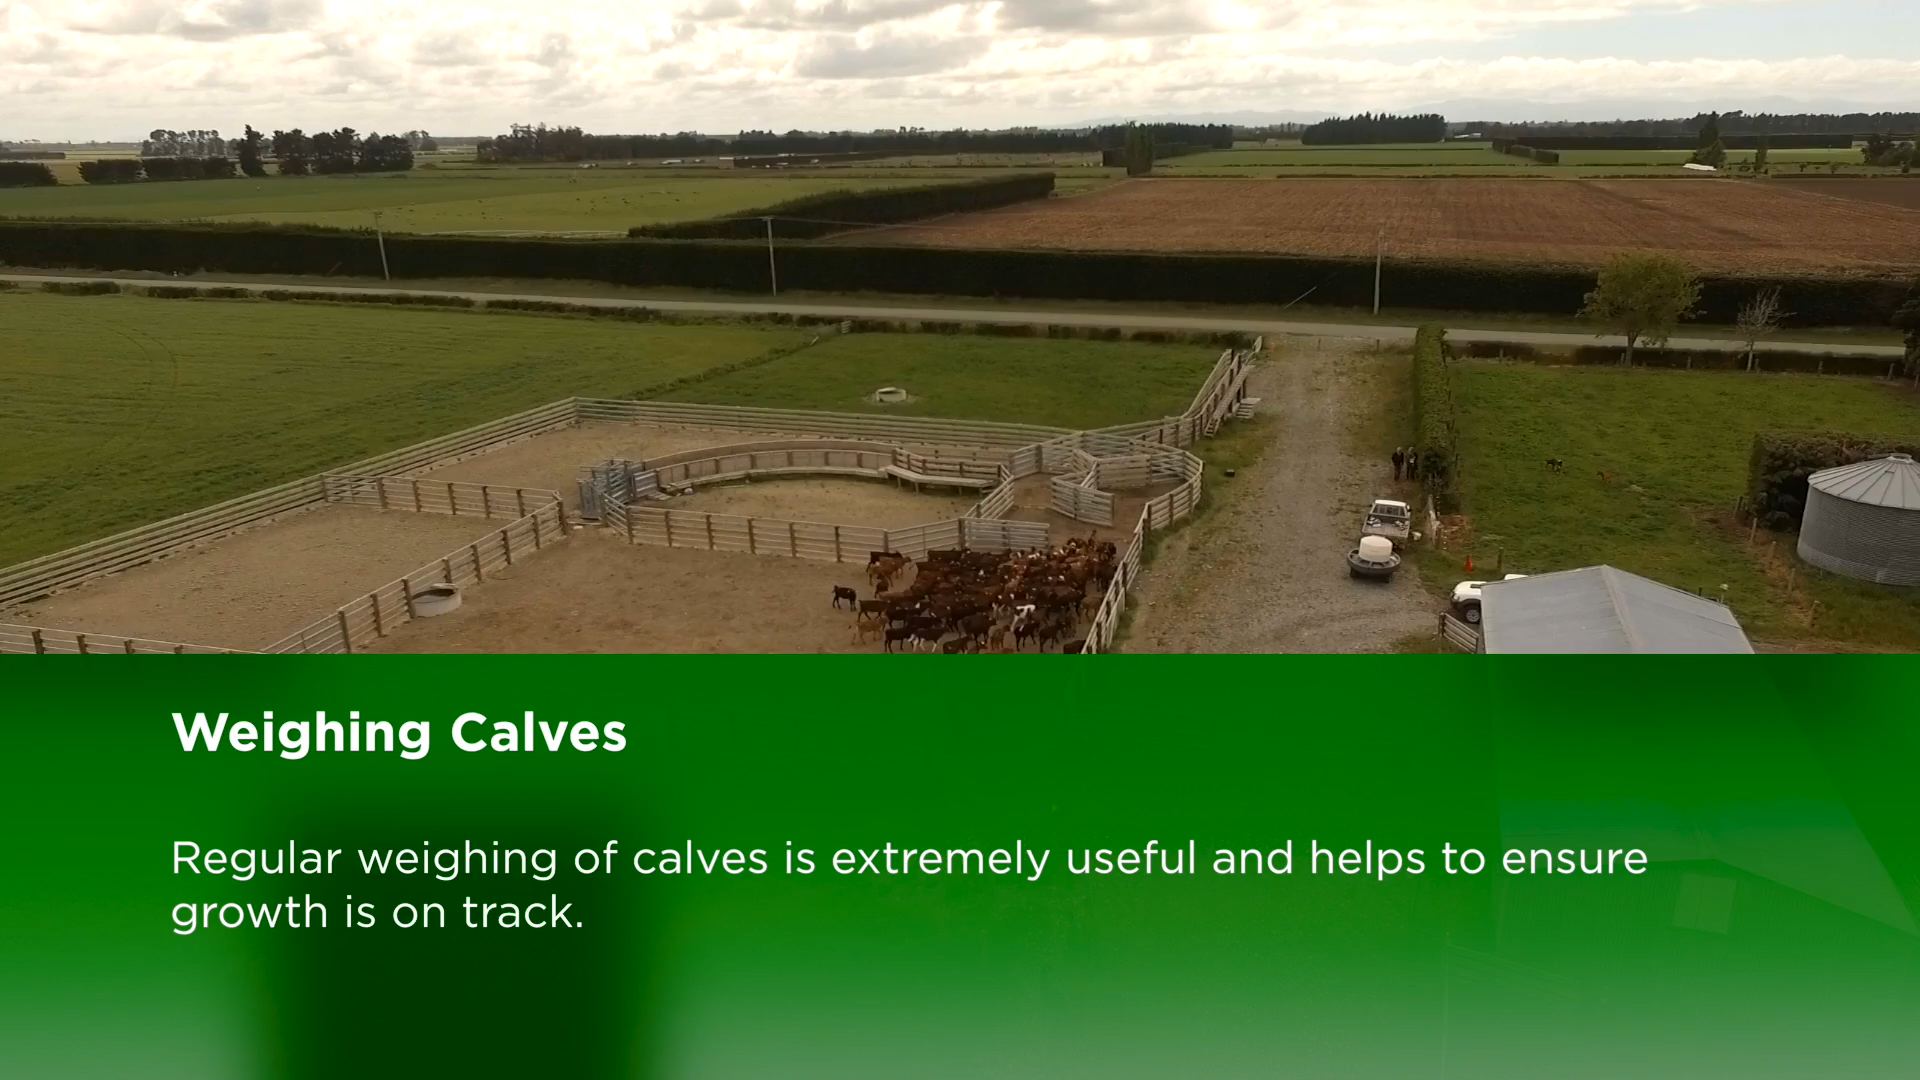 Weighing Calves
Regular weighing of calves is extremely useful and helps to ensure
growth is on track.